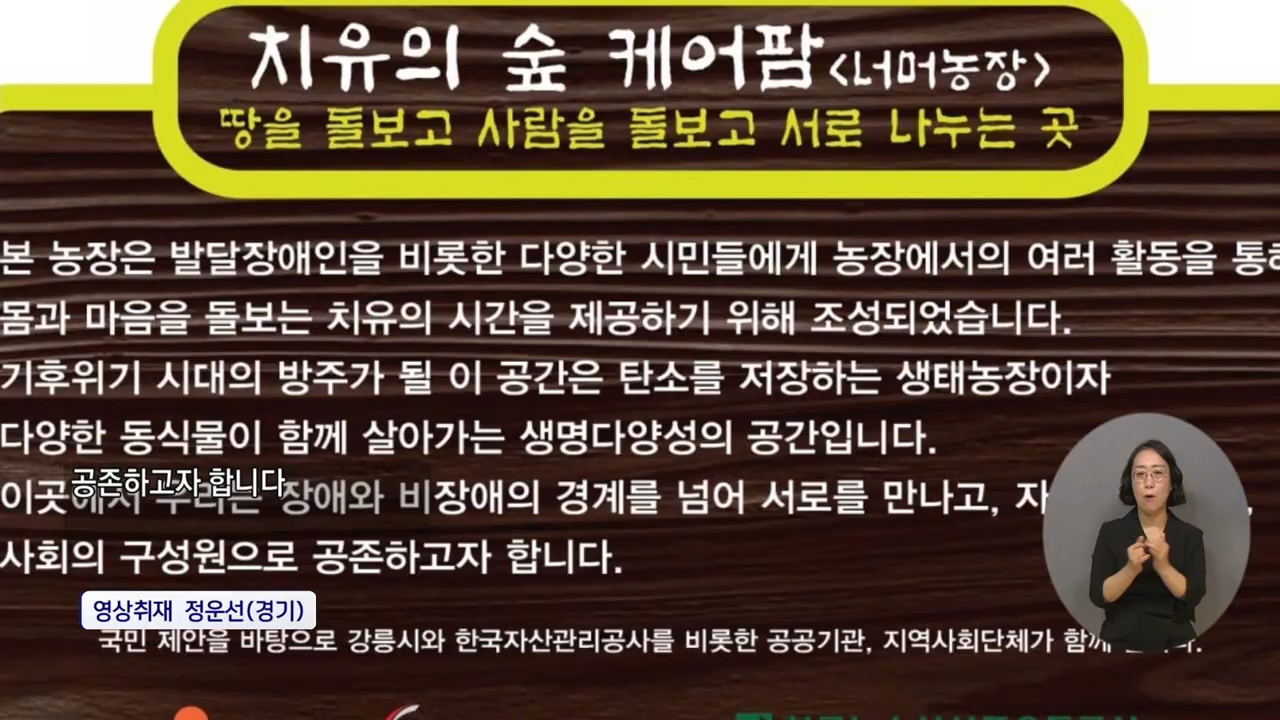 치유의 숲 케어팜 <너머농장>
땅을 돌보고 사람을 돌보고 서로 나누는 곳
본 농장은 발달장애인을 비롯한 다양한 시민들에게 농장에서의 여러 활동을 통해
몸과 마음을 돌보는 치유의 시간을 제공하기 위해 조성되었습니다.
기후위기 시대의 방주가 될 이 공간은 탄소를 저장하는 생태농장이자
다양한 동식물이 함께 살아가는 생명다양성의 공간입니다.
공존하고자 합니다
이곳에서 우리는 장애와 비장애의 경계를 넘어 서로를 만나고,
사회의 구성원으로 공존하고자 합니다.
영상취재 정운선(경기)
국민 제안을 바탕으로 강릉시와 한국자산관리공사를 비롯한 공공기관, 지역사회단체가 함께